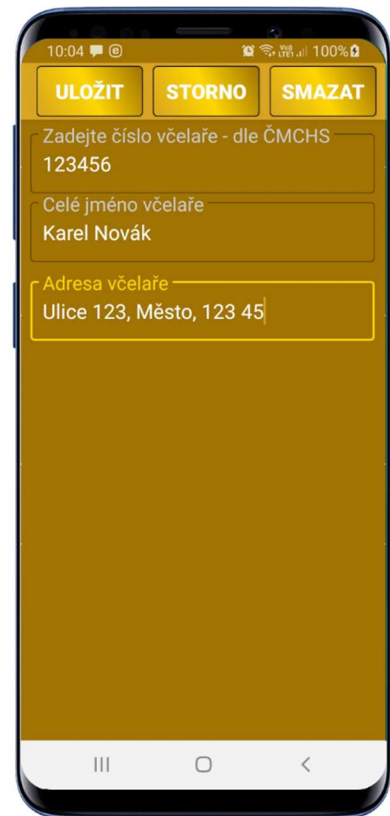 10:04 100%
ULOŽIT STORNO SMAZAT
Zadejte číslo včelaře - dle ČMCHS
123456
Celé jméno včelaře
Karel Novák
Adresa včelaře
Ulice 123, Město, 123 45